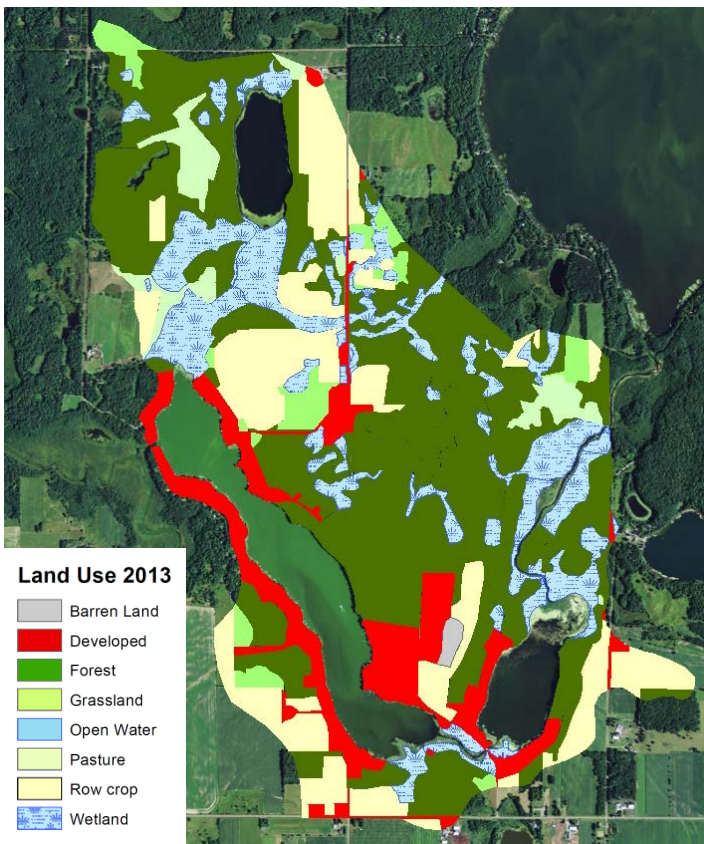 Land Use 2013
Barren Land
Developed
Forest
Grassland
Open Water
Pasture
Row crop
Wetland